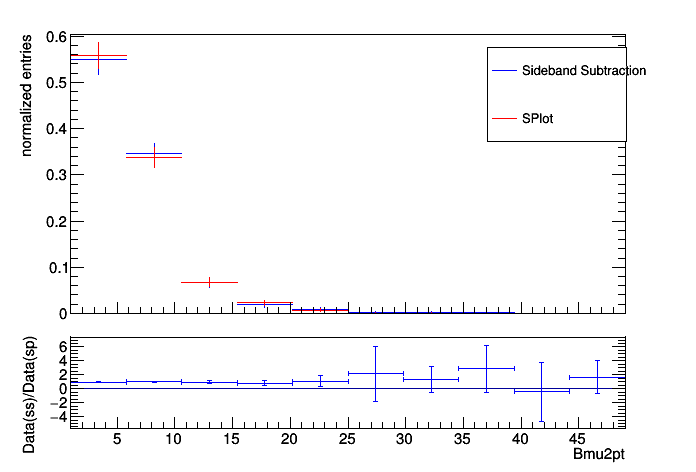 normalized entries
0.6
0.5
0.4
0.3
0.2
0.1
0
Sideband Subtraction
SPlot
Data(ss)/Data(sp)
6
4
2
0
−2
−4
5 10 15 20 25 30 35 40 45
Bmu2pt